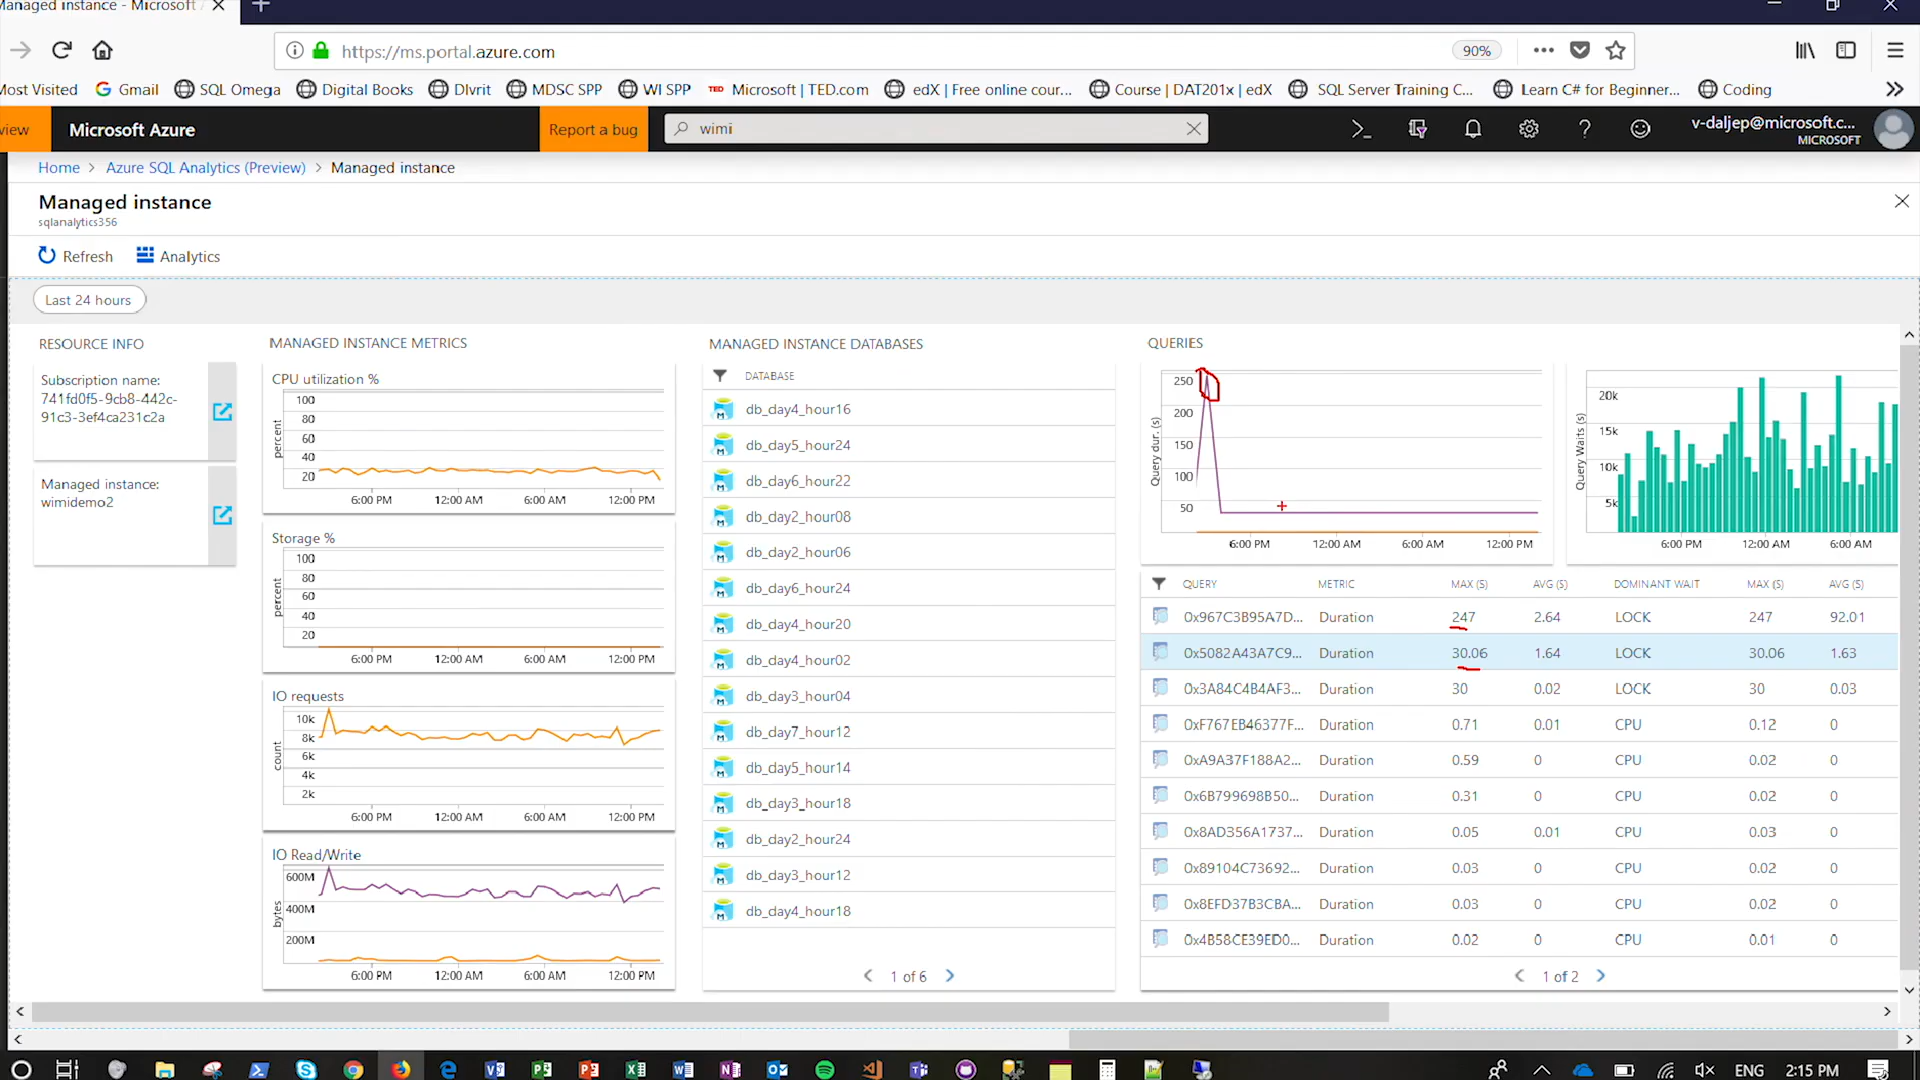 Managed instance - Microsoft
https://ms.portal.azure.com
90%
Most Visited
Gmail
SQL Omega
Digital Books
DIvrit
MDSC SPP
WI SPP
TED Microsoft | TED.com
edX | Free online cour...
Course | DAT201x | edX
SQL Server Training C...
Learn C# for Beginner...
Coding
view
Microsoft Azure
Report a bug
wimi
v-daljep@microsoft.c...
MICROSOFT
Home > Azure SQL Analytics (Preview) > Managed instance
Managed instance
sqlanalytics356
Refresh
Analytics
Last 24 hours
RESOURCE INFO
Subscription name:
741fd0f5-9cb8-442c-
91c3-3ef4ca231c2a
Managed instance:
wimidemo2
MANAGED INSTANCE METRICS
CPU utilization %
percent
100
80
60
40
20
6:00 PM 12:00 AM 6:00 AM 12:00 PM
Storage %
percent
100
80
60
40
20
6:00 PM 12:00 AM 6:00 AM 12:00 PM
IO requests
count
10k
8k
6k
4k
2k
6:00 PM 12:00 AM 6:00 AM 12:00 PM
IO Read/Write
bytes
600M
400M
200M
6:00 PM 12:00 AM 6:00 AM 12:00 PM
MANAGED INSTANCE DATABASES
DATABASE
db_day4_hour16
db_day5_hour24
db_day6_hour22
db_day2_hour08
db_day2_hour06
db_day6_hour24
db_day4_hour20
db_day4_hour02
db_day3_hour04
db_day7_hour12
db_day5_hour14
db_day3_hour18
db_day2_hour24
db_day3_hour12
db_day4_hour18
1 of 6
QUERIES
Query dur. (s)
250
200
150
100
50
6:00 PM 12:00 AM 6:00 AM 12:00 PM
Query Waits (s)
20k
15k
10k
5k
6:00 PM 12:00 AM 6:00 AM
QUERY METRIC MAX (S) AVG (S) DOMINANT WAIT MAX (S) AVG (S)
0x967C3B95A7D... Duration 247 2.64 LOCK 247 92.01
0x5082A43A7C9... Duration 30.06 1.64 LOCK 30.06 1.63
0x3A84C4B4AF3... Duration 30 0.02 LOCK 30 0.03
0xF767EB46377F... Duration 0.71 0.01 CPU 0.12 0
0xA9A37F188A2... Duration 0.59 0 CPU 0.02 0
0x6B799698B50... Duration 0.31 0 CPU 0.02 0
0x8AD356A1737... Duration 0.05 0.01 CPU 0.03 0
0x89104C73692... Duration 0.03 0 CPU 0.02 0
0x8EFD37B3CBA... Duration 0.03 0 CPU 0.02 0
0x4B58CE39ED0... Duration 0.02 0 CPU 0.01 0
1 of 2
ENG
2:15 PM